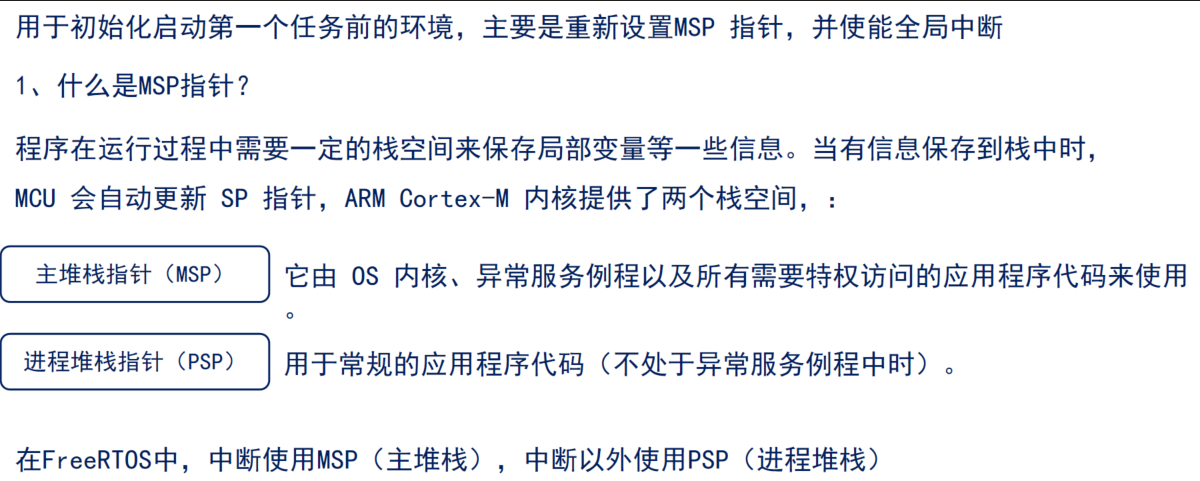 用于初始化启动第一个任务前的环境，主要是重新设置MSP 指针，并使能全局中断
1、什么是MSP指针？
程序在运行过程中需要一定的栈空间来保存局部变量等一些信息。当有信息保存到栈中时，
MCU 会自动更新 SP 指针，ARM Cortex-M 内核提供了两个栈空间，：
主堆栈指针（MSP）
它由 OS 内核、异常服务例程以及所有需要特权访问的应用程序代码来使用
。
进程堆栈指针（PSP）
用于常规的应用程序代码（不处于异常服务例程中时）。
在FreeRTOS中，中断使用MSP（主堆栈），中断以外使用PSP（进程堆栈）